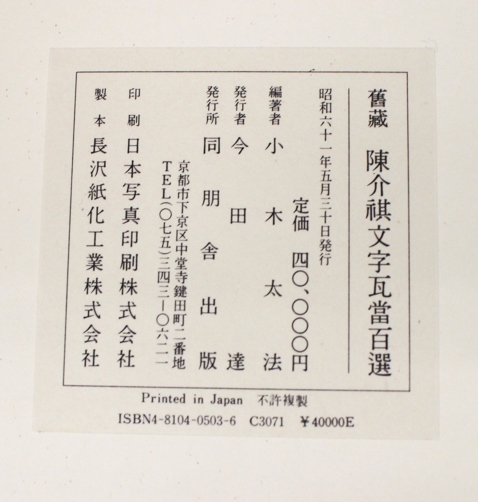 舊藏　陳介祺文字瓦當百選
昭和六十一年五月三十日発行
定価　四〇、〇〇〇円
編著者　小木太法
発行者　今田達
発行所　同朋舎出版
京都市下京区中堂寺鍵田町二番地
TEL(〇七五)三四三―〇六二一
印刷　日本写真印刷株式会社
製本　長沢紙化工業株式会社
Printed in Japan　不許複製
ISBN4-8104-0503-6　C3071　￥40000E